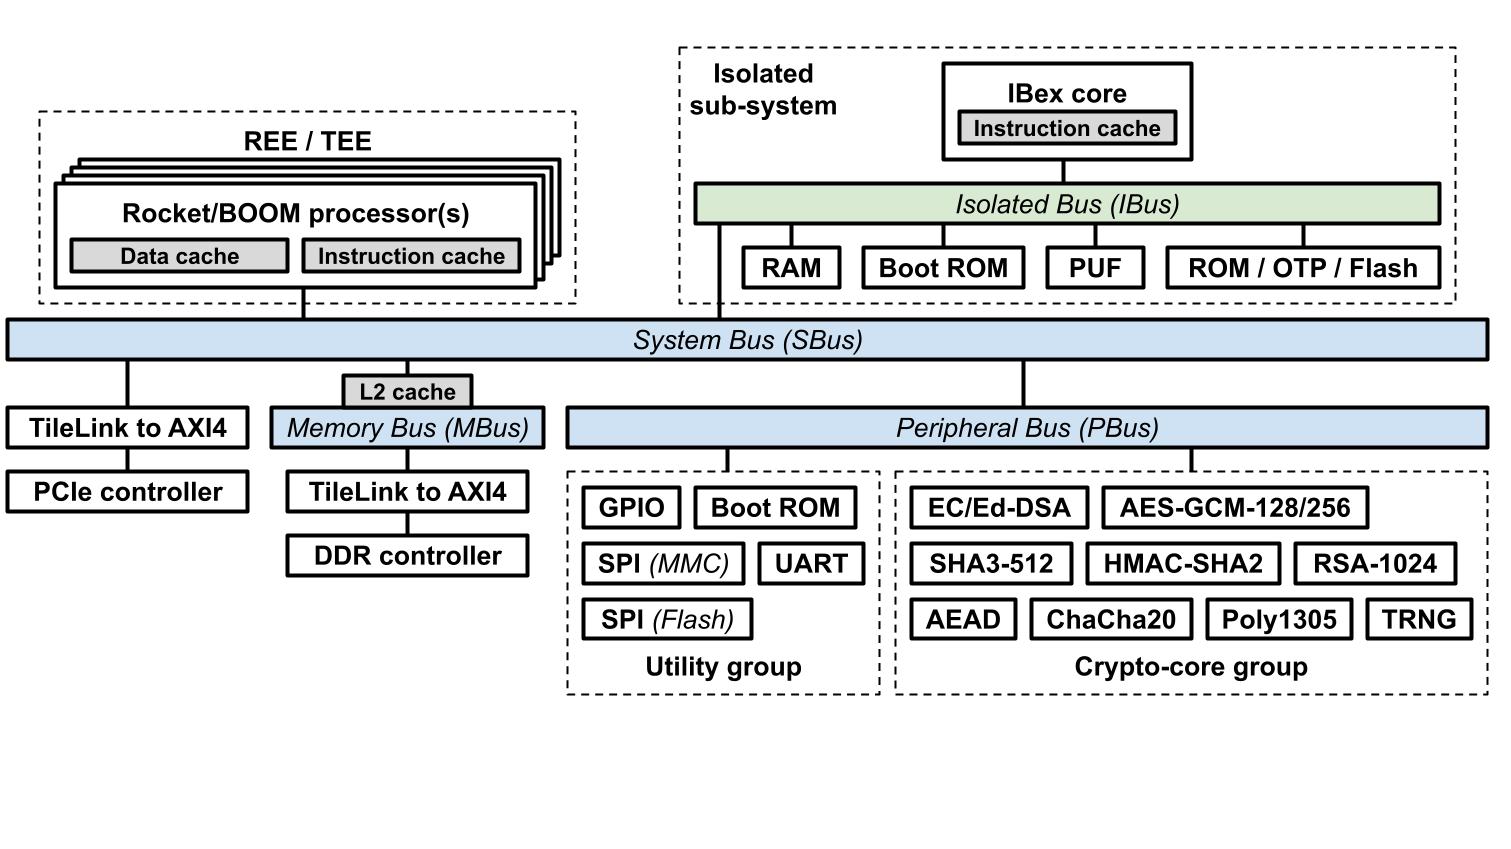 Isolated
sub-system
IBex core
Instruction cache
REE / TEE
Rocket/BOOM processor(s)
Data cache
Instruction cache
Isolated Bus (IBus)
RAM
Boot ROM
PUF
ROM / OTP / Flash
System Bus (SBus)
L2 cache
TileLink to AXI4
Memory Bus (MBus)
Peripheral Bus (PBus)
PCIe controller
TileLink to AXI4
DDR controller
GPIO
Boot ROM
SPI (MMC)
UART
SPI (Flash)
Utility group
EC/Ed-DSA
AES-GCM-128/256
SHA3-512
HMAC-SHA2
RSA-1024
AEAD
ChaCha20
Poly1305
TRNG
Crypto-core group